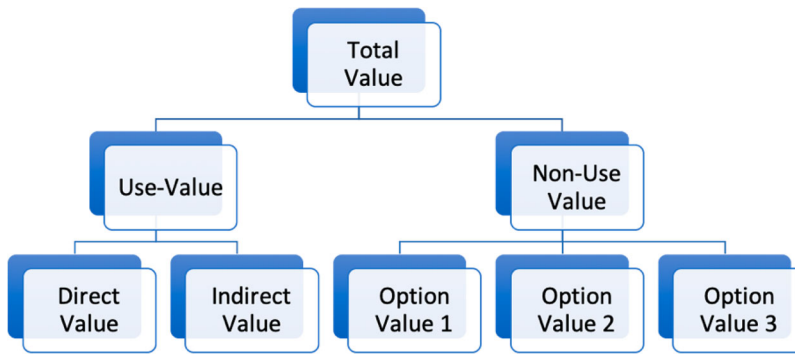 Total
Value
Use-Value
Non-Use
Value
Direct
Value
Indirect
Value
Option
Value 1
Option
Value 2
Option
Value 3